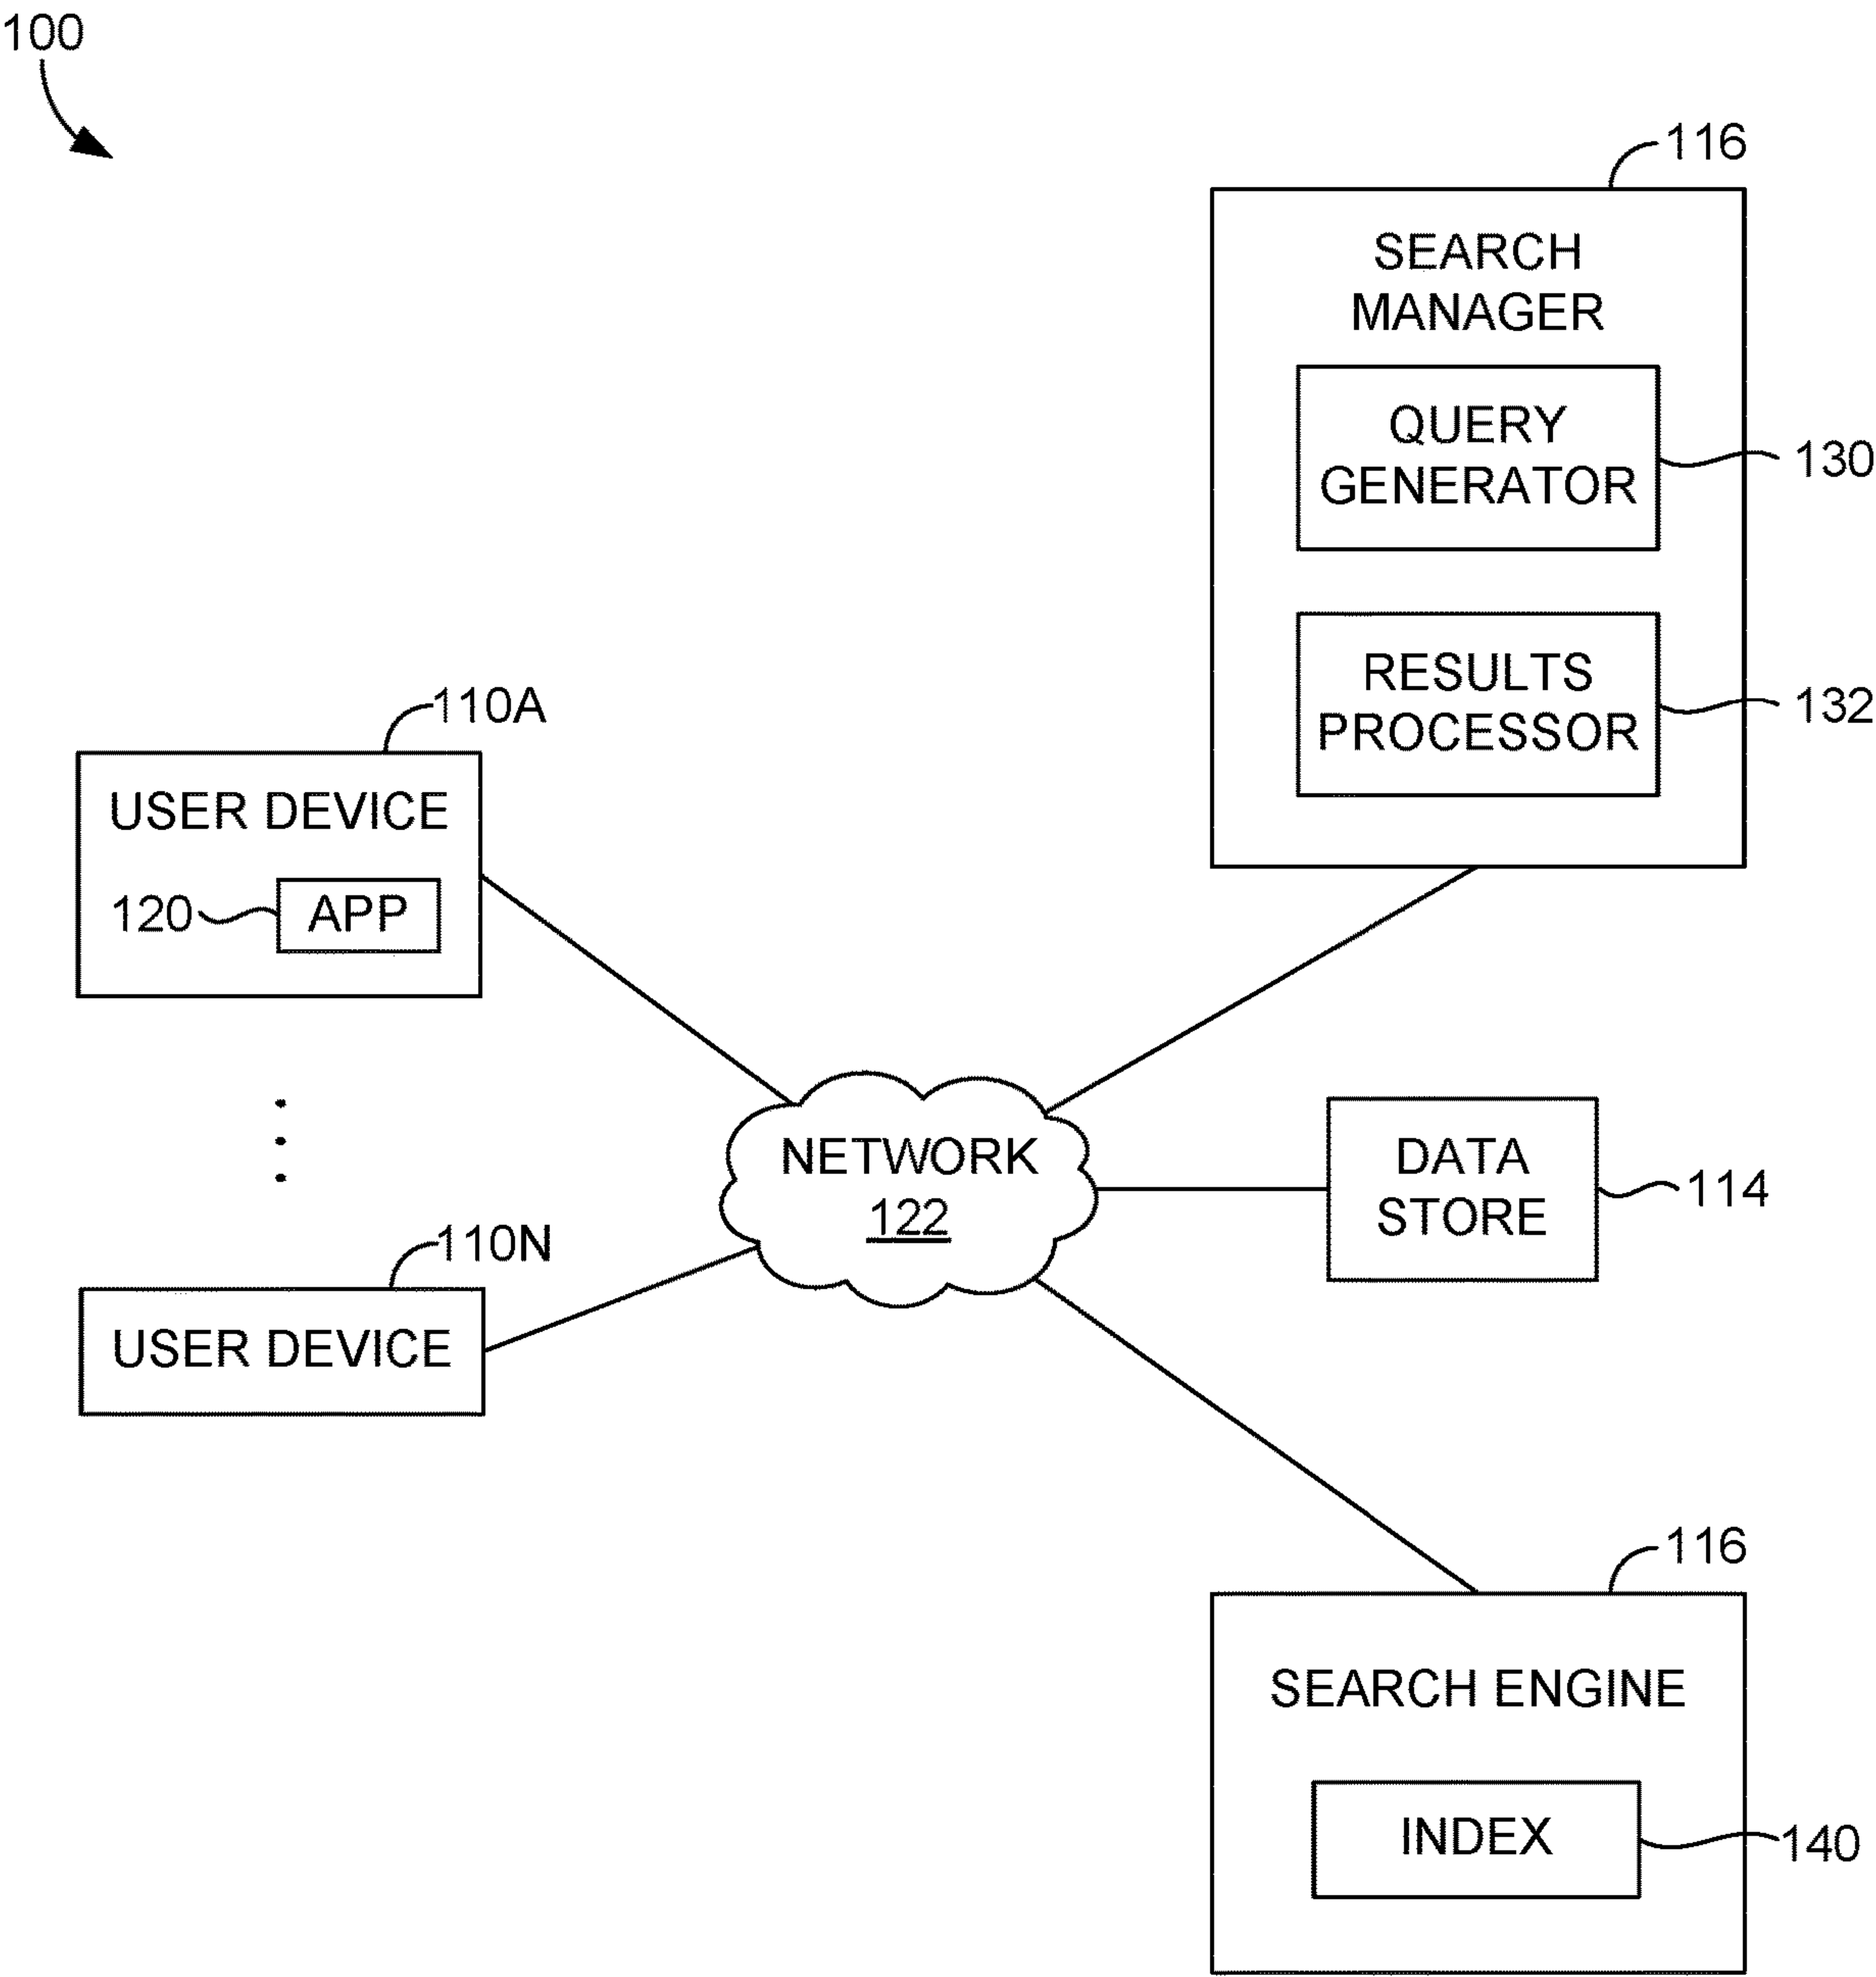 100
116
SEARCH
MANAGER
QUERY
GENERATOR
130
RESULTS
PROCESSOR
132
110A
USER DEVICE
120
APP
NETWORK
122
DATA
STORE
114
110N
USER DEVICE
116
SEARCH ENGINE
INDEX
140